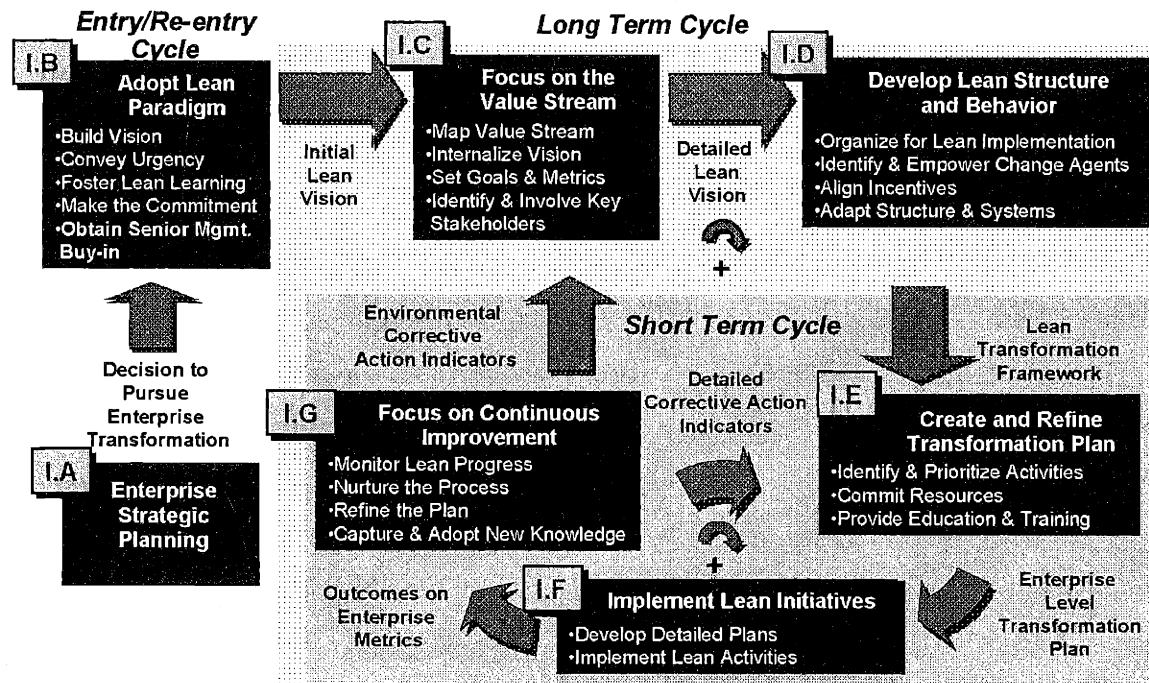 Entry/Re-entry
Cycle
I.B
Adopt Lean
Paradigm
•Build Vision
•Convey Urgency
•Foster Lean Learning
•Make the Commitment
•Obtain Senior Mgmt.
Buy-in
Decision to
Pursue
Enterprise
Transformation
I.A
Enterprise
Strategic
Planning
Long Term Cycle
Initial
Lean
Vision
I.C
Focus on the
Value Stream
•Map Value Stream
•Internalize Vision
•Set Goals & Metrics
•Identify & Involve Key
Stakeholders
Detailed
Lean
Vision
+
I.D
Develop Lean Structure
and Behavior
•Organize for Lean Implementation
•Identify & Empower Change Agents
•Align Incentives
•Adapt Structure & Systems
Lean
Transformation
Framework
Short Term Cycle
Environmental
Corrective
Action Indicators
Detailed
Corrective Action
Indicators
+
I.E
Create and Refine
Transformation Plan
•Identify & Prioritize Activities
•Commit Resources
•Provide Education & Training
Enterprise
Level
Transformation
Plan
I.F
Implement Lean Initiatives
•Develop Detailed Plans
•Implement Lean Activities
Outcomes on
Enterprise
Metrics
I.G
Focus on Continuous
Improvement
•Monitor Lean Progress
•Nurture the Process
•Refine the Plan
•Capture & Adopt New Knowledge